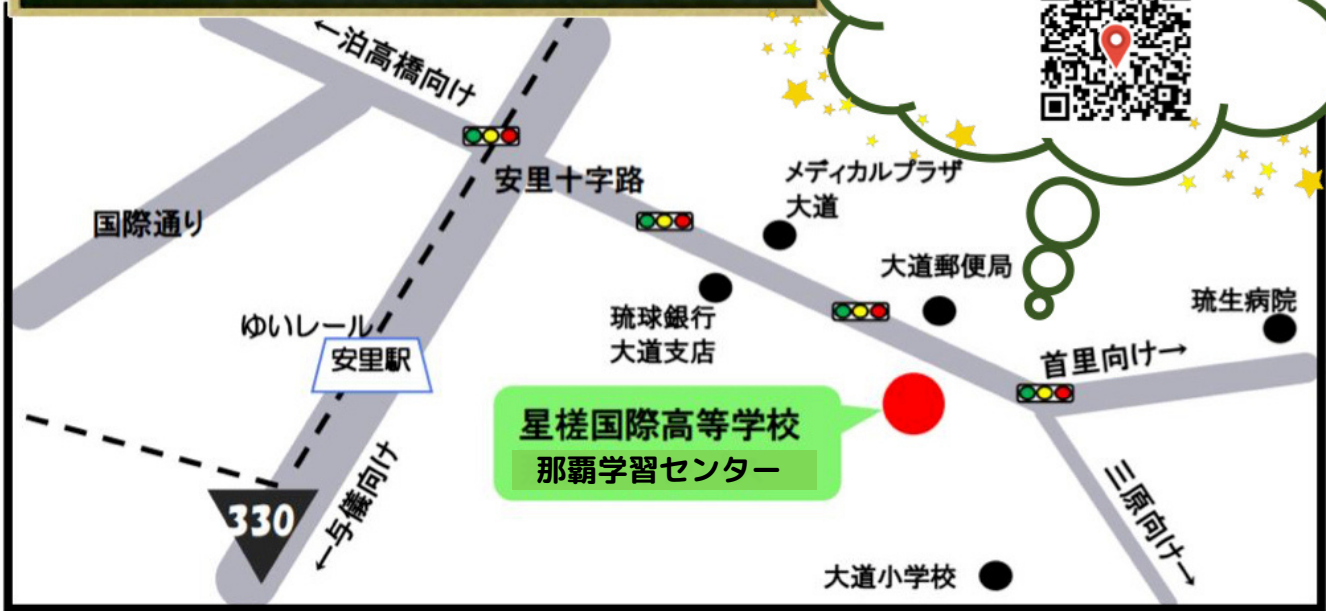 ←泊高橋向け
安里十字路
メディカルプラザ
大道
国際通り
大道郵便局
琉生病院
ゆいレール
安里駅
琉球銀行
大道支店
首里向け→
星槎国際高等学校
那覇学習センター
←与儀向け
330
三原向け→
大道小学校